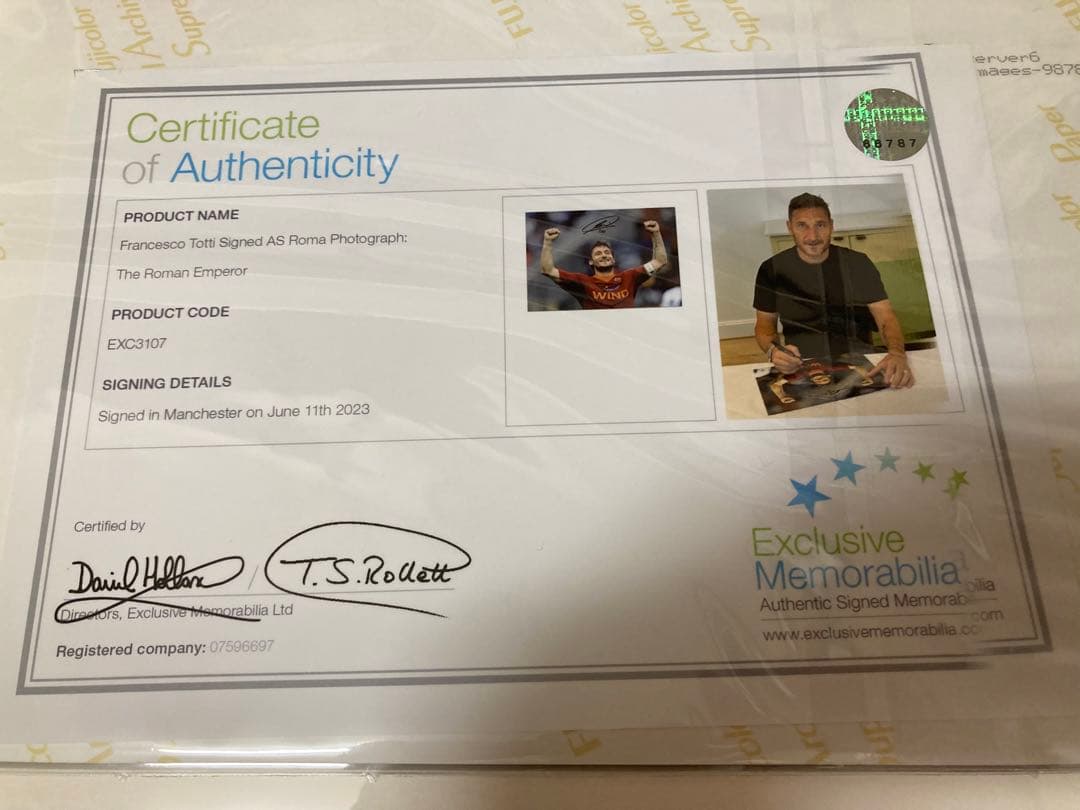 Certificate
of Authenticity
66787
PRODUCT NAME
Francesco Totti Signed AS Roma Photograph:
The Roman Emperor
PRODUCT CODE
EXC3107
SIGNING DETAILS
Signed in Manchester on June 11th 2023
WIND
Certified by
T.S.Rollett
Directors, Exclusive Memorabilia Ltd
Registered company: 07596697
Exclusive
Memorabilia
Authentic Signed Memorabilia
www.exclusivememorabilia.com
Paper